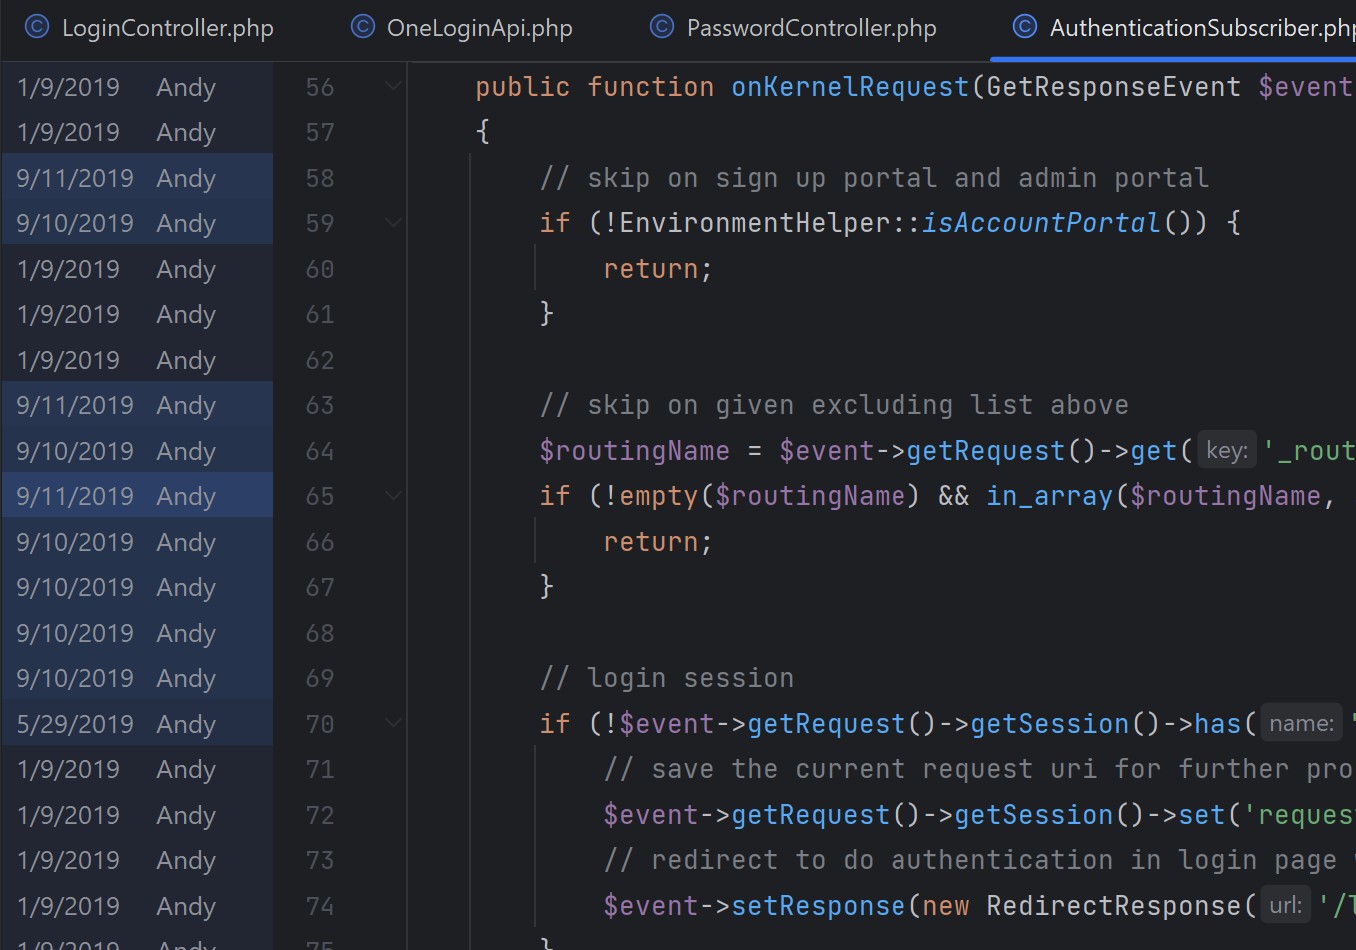 LoginController.php OneLoginApi.php PasswordController.php AuthenticationSubscriber.php
1/9/2019 Andy 56 public function onKernelRequest(GetResponseEvent $event
1/9/2019 Andy 57 {
9/11/2019 Andy 58 // skip on sign up portal and admin portal
9/10/2019 Andy 59 if (!EnvironmentHelper::isAccountPortal()) {
1/9/2019 Andy 60 return;
1/9/2019 Andy 61 }
1/9/2019 Andy 62
9/11/2019 Andy 63 // skip on given excluding list above
9/10/2019 Andy 64 $routingName = $event->getRequest()->get( key: '_rout
9/11/2019 Andy 65 if (!empty($routingName) && in_array($routingName,
9/10/2019 Andy 66 return;
9/10/2019 Andy 67 }
9/10/2019 Andy 68
9/10/2019 Andy 69 // login session
5/29/2019 Andy 70 if (!$event->getRequest()->getSession()->has( name: '
1/9/2019 Andy 71 // save the current request uri for further pro
1/9/2019 Andy 72 $event->getRequest()->getSession()->set('reques
1/9/2019 Andy 73 // redirect to do authentication in login page
1/9/2019 Andy 74 $event->setResponse(new RedirectResponse( url: '/l
1/9/2019 Andy 75 }